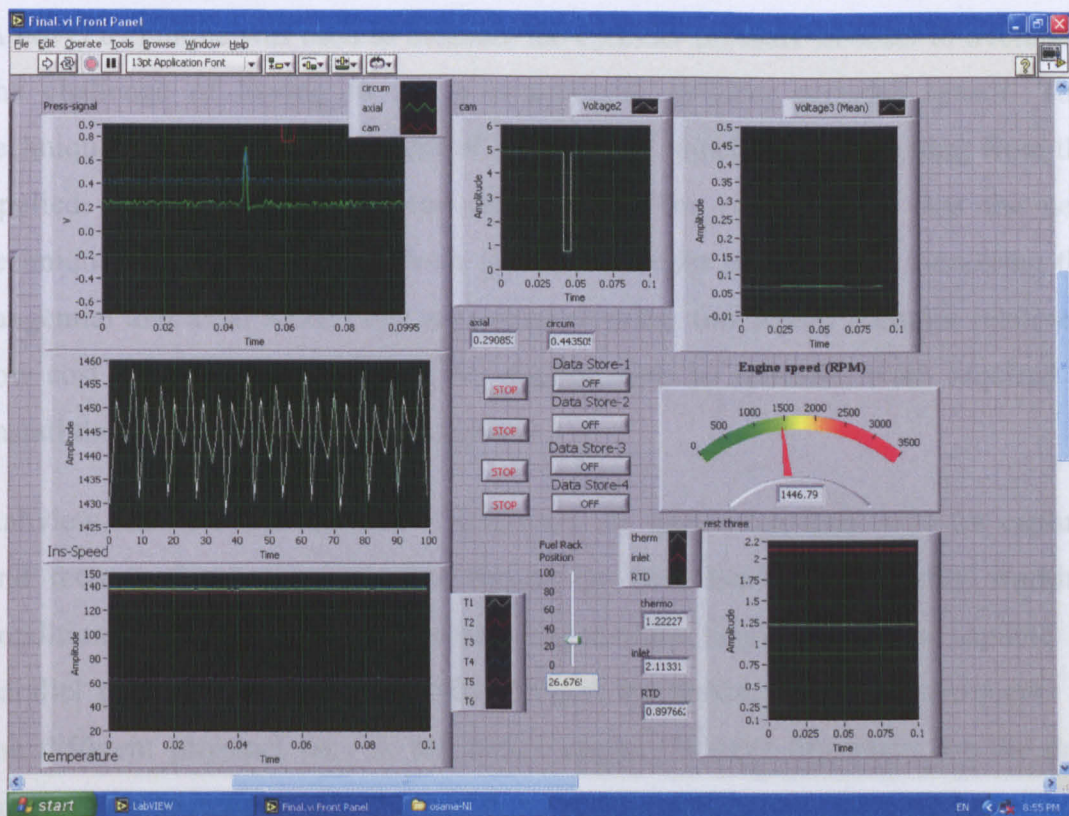 Final.vi Front Panel
File Edit Operate Tools Browse Window Help
13pt Application Font
1
Press-signal
circum
axial
cam
V
0.9
0.8
0.6
0.4
0.2
0.0
-0.2
-0.4
-0.6
-0.7
0 0.02 0.04 0.06 0.08 0.0995
Time
cam
Voltage2
Amplitude
6
5
4
3
2
1
0
0 0.025 0.05 0.075 0.1
Time
Voltage3 (Mean)
Amplitude
0.5
0.45
0.4
0.35
0.3
0.25
0.2
0.15
0.1
0.05
-0.01
0 0.025 0.05 0.075 0.1
Time
axial circum
0.29085 0.44350
Data Store-1
STOP OFF
Data Store-2
STOP OFF
Data Store-3
STOP OFF
Data Store-4
STOP OFF
Engine speed (RPM)
0 500 1000 1500 2000 2500 3000 3500
1446.79
Amplitude
1460
1455
1450
1445
1440
1435
1430
1425
0 10 20 30 40 50 60 70 80 90 100
Time
Ins-Speed
Amplitude
150
140
120
100
80
60
40
20
0 0.02 0.04 0.06 0.08 0.1
Time
temperature
T1
T2
T3
T4
T5
T6
Fuel Rack
Position
100
80
60
40
20
0
26.676
rest three
therm
inlet
RTD
thermo
1.22227
inlet
2.11331
RTD
0.89766
Amplitude
2.2
2
1.75
1.5
1.25
1
0.75
0.5
0.25
0.1
0 0.025 0.05 0.075 0.1
Time
start LabVIEW Final.vi Front Panel osama-NI EN 8:55 PM